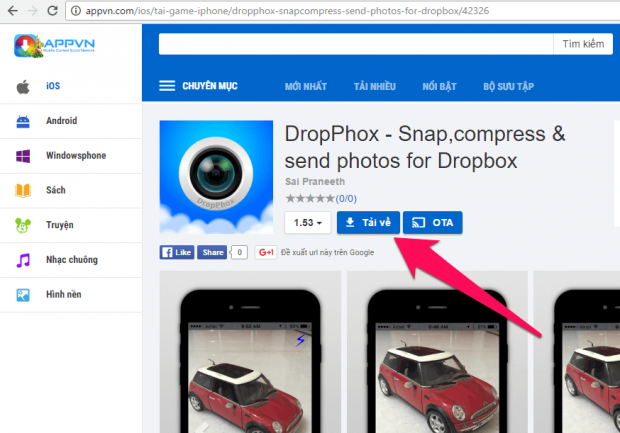 appvn.com/ios/tai-game-iphone/dropphox-snapcompress-send-photos-for-dropbox/42326
APPVN
Tìm kiếm
iOS
Android
Windowsphone
Sách
Truyện
Nhạc chuông
Hình nền
CHUYÊN MỤC
MỚI NHẤT
TẢI NHIỀU
NỔI BẬT
BỘ SƯU TẬP
DropPhox
DropPhox - Snap,compress &
send photos for Dropbox
Sai Praneeth
(0/0)
1.53
Tải về
OTA
Like
Share
0
G+1
Đề xuất url này trên Google